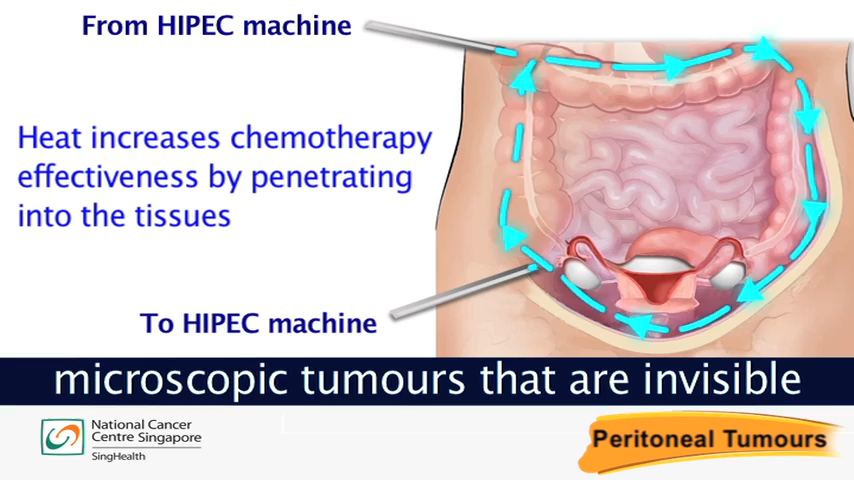 From HIPEC machine
Heat increases chemotherapy
effectiveness by penetrating
into the tissues
To HIPEC machine
microscopic tumours that are invisible
National Cancer
Centre Singapore
SingHealth
Peritoneal Tumours